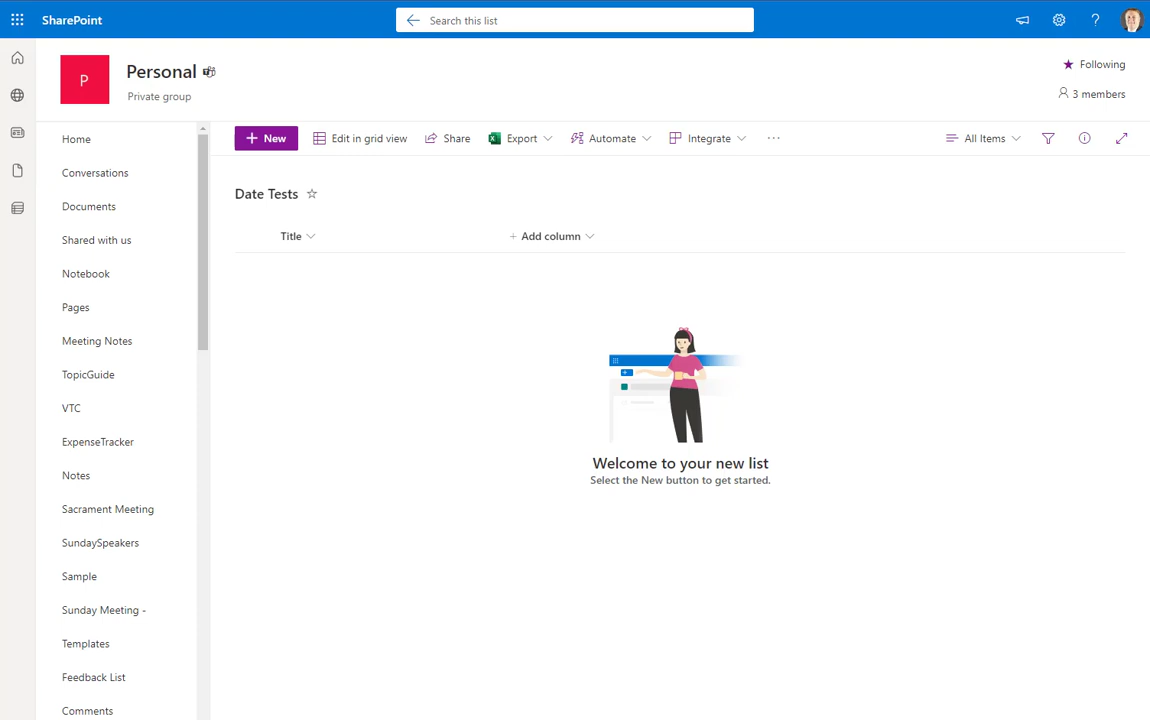 SharePoint
Search this list
P
Personal
Private group
Following
3 members
Home
Conversations
Documents
Shared with us
Notebook
Pages
Meeting Notes
TopicGuide
VTC
ExpenseTracker
Notes
Sacrament Meeting
SundaySpeakers
Sample
Sunday Meeting -
Templates
Feedback List
Comments
+ New
Edit in grid view
Share
Export
Automate
Integrate
...
All Items
Date Tests
Title
+ Add column
Welcome to your new list
Select the New button to get started.